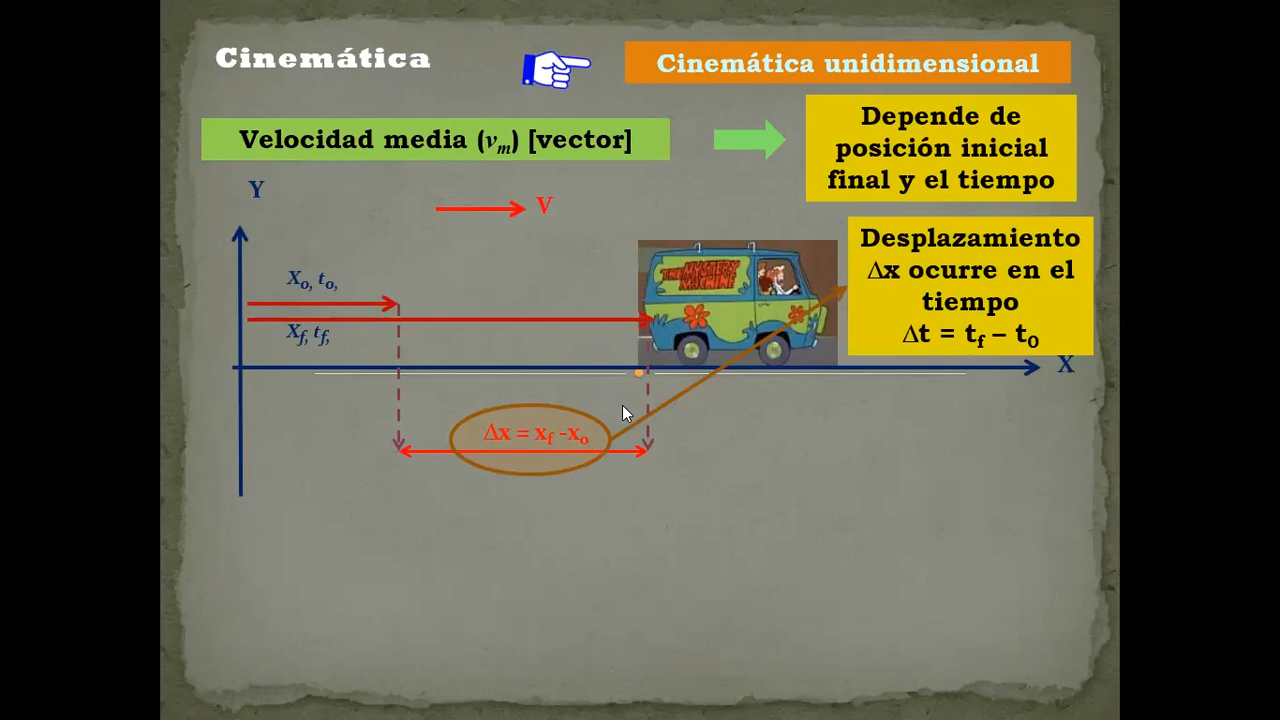 Cinemática
Cinemática unidimensional
Velocidad media (vm) [vector]
Depende de
posición inicial
final y el tiempo
Y
V
Desplazamiento
Δx ocurre en el
tiempo
Δt = tf – t0
THE MYSTERY
MACHINE
Xo, to,
Xf, tf,
X
Δx = xf -xo